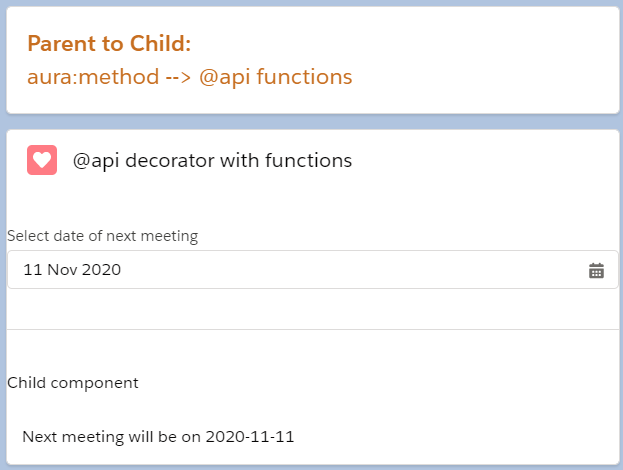 Parent to Child:
aura:method --> @api functions
@api decorator with functions
Select date of next meeting
11 Nov 2020
Child component
Next meeting will be on 2020-11-11